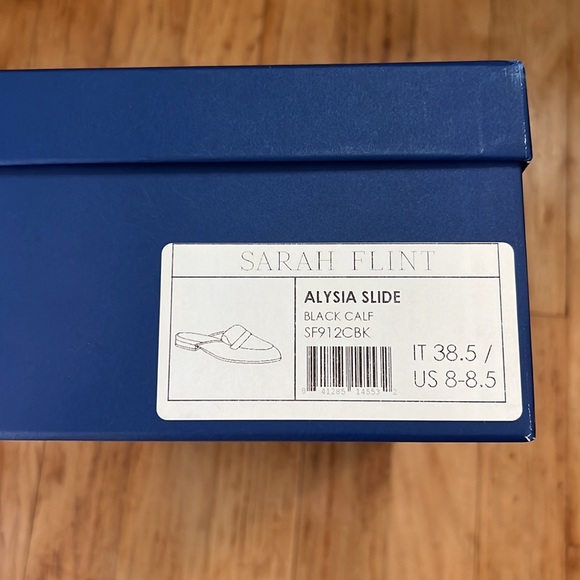 SARAH FLINT
ALYSIA SLIDE
BLACK CALF
SF912CBK
IT 38.5 /
US 8-8.5